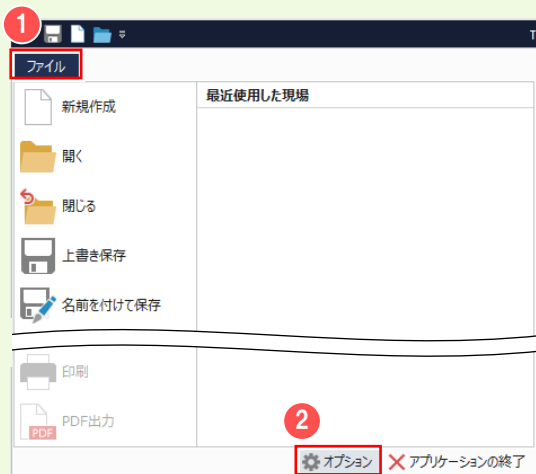 1
T
ファイル
新規作成
最近使用した現場
開く
閉じる
上書き保存
名前を付けて保存
印刷
PDF出力
PDF
2
オプション アプリケーションの終了